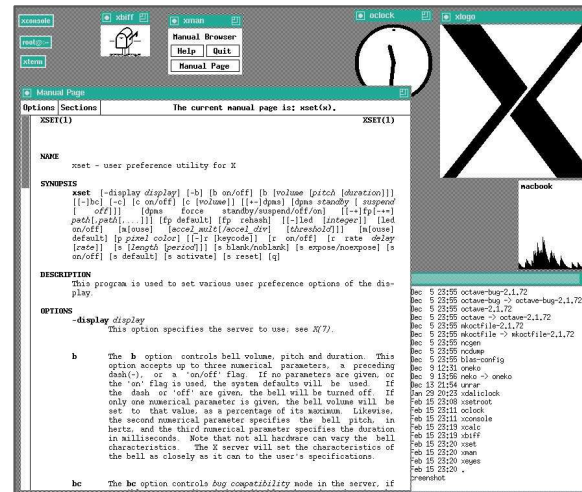 xconsole
xbiff
xman
oclock
xlogo
root@:~
xterm
Manual Browser
Help Quit
Manual Page
Manual Page
Options Sections The current manual page is: xset(x).
XSET(1) XSET(1)
NAME
xset - user preference utility for X
SYNOPSIS
xset [-display display] [-b] [b on/off] [b [volume [pitch [duration]]]
[[-]bc] [-c] [c on/off] [c [volume]] [[+-]dpms] [dpms standby [ suspend
[ off]]] [dpms force standby/suspend/off/on] [[-+]fp[-+=]
path[,path[,...]]] [fp default] [fp rehash] [[-]led [integer]] [led
on/off] [m[ouse] [accel_mult[/accel_div] [threshold]]] [m[ouse]
default] [p pixel color] [[-]r [keycode]] [r on/off] [r rate delay
[rate]] [s [length [period]]] [s blank/noblank] [s expose/noexpose] [s
on/off] [s default] [s activate] [s reset] [q]
DESCRIPTION
This program is used to set various user preference options of the dis-
play.
OPTIONS
-display display
This option specifies the server to use; see X(7).
b The b option controls bell volume, pitch and duration. This
option accepts up to three numerical parameters, a preceding
dash(-), or a 'on/off' flag. If no parameters are given, or
the 'on' flag is used, the system defaults will be used. If
the dash or 'off' are given, the bell will be turned off. If
only one numerical parameter is given, the bell volume will be
set to that value, as a percentage of its maximum. Likewise,
the second numerical parameter specifies the bell pitch, in
hertz, and the third numerical parameter specifies the duration
in milliseconds. Note that not all hardware can vary the bell
characteristics. The X server will set the characteristics of
the bell as closely as it can to the user's specifications.
bc The bc option controls bug compatibility mode in the server, if
macbook
Dec 5 23:55 octave-bug-2.1.72
Dec 5 23:55 octave-bug -> octave-bug-2.1.72
Dec 5 23:55 octave-2.1.72
Dec 5 23:55 octave -> octave-2.1.72
Dec 5 23:55 mkoctfile-2.1.72
Dec 5 23:55 mkoctfile -> mkoctfile-2.1.72
Dec 5 23:55 ncgen
Dec 5 23:55 ncdump
Dec 5 23:55 blas-config
Dec 9 12:31 oneko
Dec 9 13:56 neko -> oneko
Dec 13 21:54 unrar
Jan 29 20:23 xdaliclock
Feb 15 23:08 xsetroot
Feb 15 23:11 oclock
Feb 15 23:11 xconsole
Feb 15 23:19 xcalc
Feb 15 23:19 xbiff
Feb 15 23:20 xset
Feb 15 23:20 xman
Feb 15 23:20 xeyes
Feb 15 23:20 .
creenshot